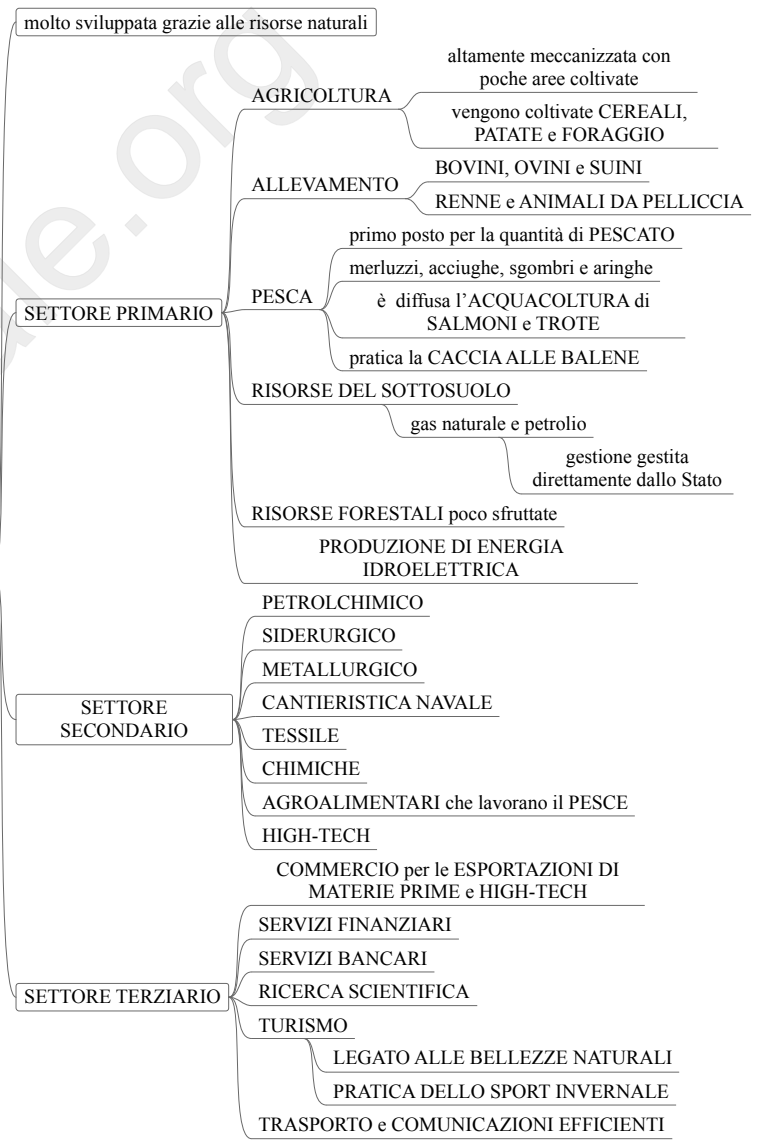 molto sviluppata grazie alle risorse naturali
SETTORE PRIMARIO
AGRICOLTURA
altamente meccanizzata con
poche aree coltivate
vengono coltivate CEREALI,
PATATE e FORAGGIO
ALLEVAMENTO
BOVINI, OVINI e SUINI
RENNE e ANIMALI DA PELLICCIA
PESCA
primo posto per la quantità di PESCATO
merluzzi, acciughe, sgombri e aringhe
è diffusa l’ACQUACOLTURA di
SALMONI e TROTE
pratica la CACCIA ALLE BALENE
RISORSE DEL SOTTOSUOLO
gas naturale e petrolio
gestione gestita
direttamente dallo Stato
RISORSE FORESTALI poco sfruttate
PRODUZIONE DI ENERGIA
IDROELETTRICA
SETTORE
SECONDARIO
PETROLCHIMICO
SIDERURGICO
METALLURGICO
CANTIERISTICA NAVALE
TESSILE
CHIMICHE
AGROALIMENTARI che lavorano il PESCE
HIGH-TECH
SETTORE TERZIARIO
COMMERCIO per le ESPORTAZIONI DI
MATERIE PRIME e HIGH-TECH
SERVIZI FINANZIARI
SERVIZI BANCARI
RICERCA SCIENTIFICA
TURISMO
LEGATO ALLE BELLEZZE NATURALI
PRATICA DELLO SPORT INVERNALE
TRASPORTO e COMUNICAZIONI EFFICIENTI
ale.org